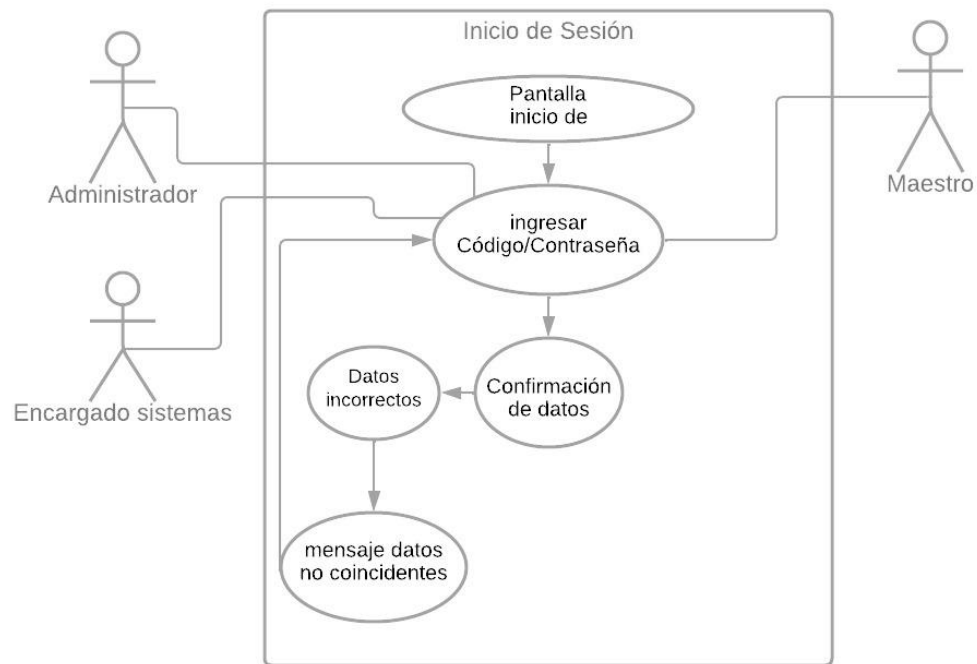 Inicio de Sesión
Pantalla
inicio de
Administrador
Maestro
ingresar
Código/Contraseña
Encargado sistemas
Datos
incorrectos
Confirmación
de datos
mensaje datos
no coincidentes